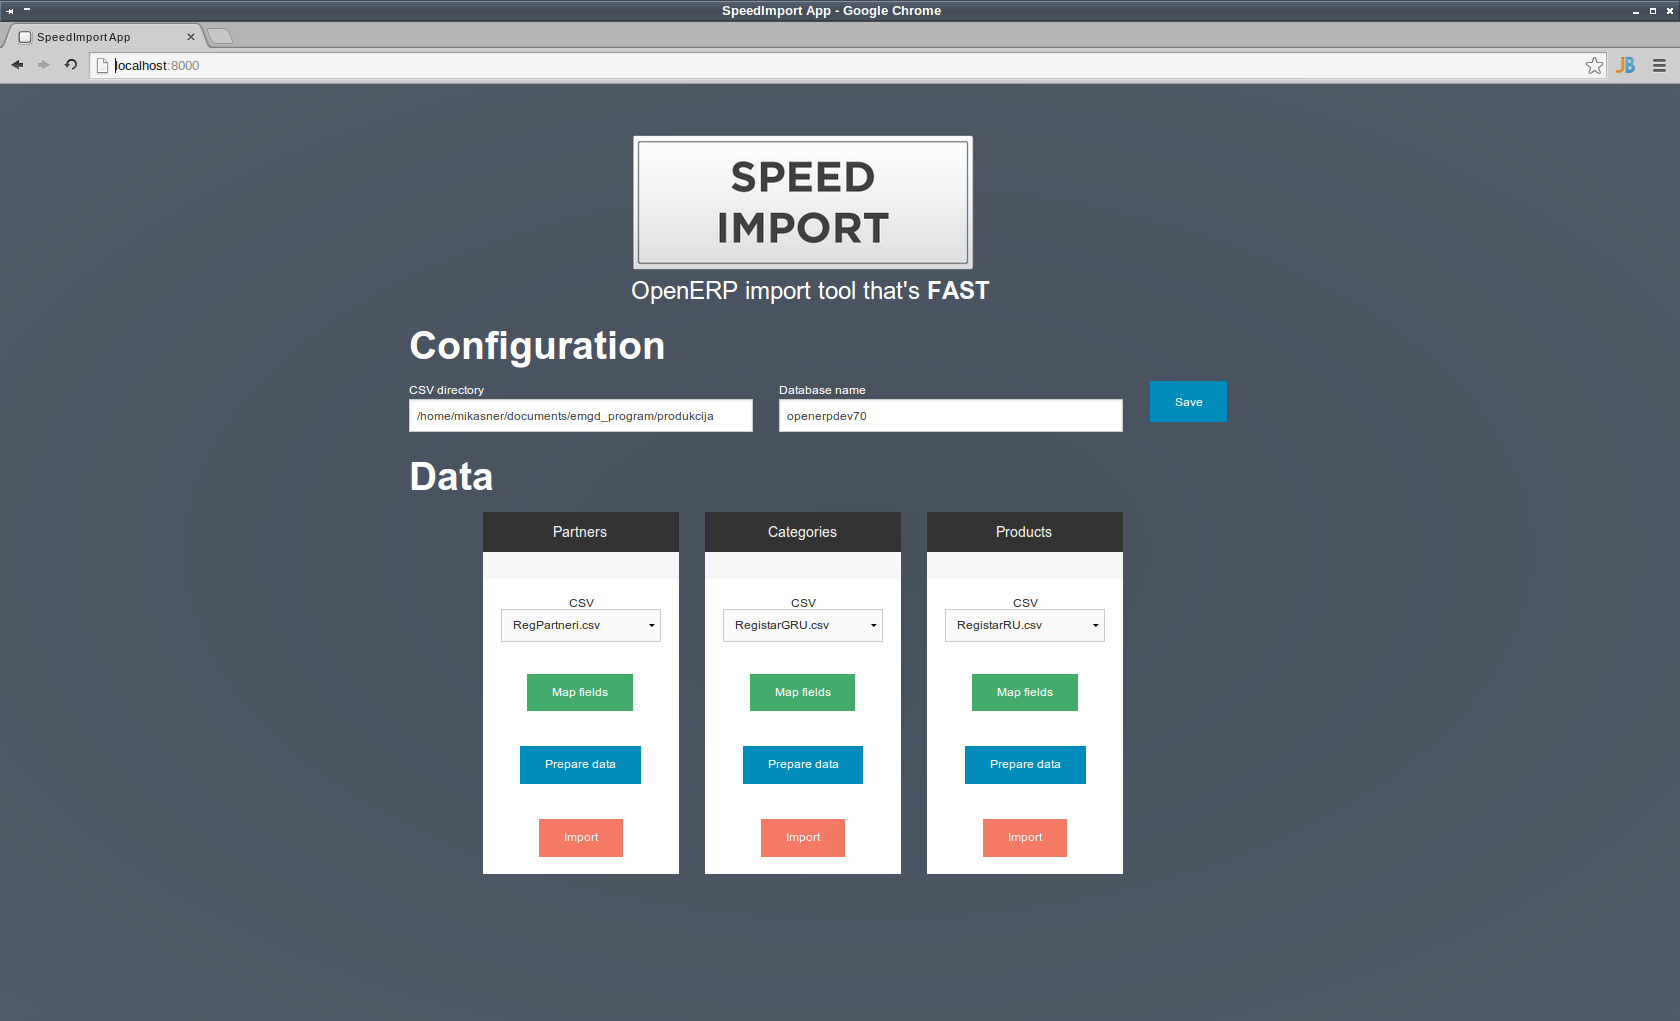 SpeedImport App - Google Chrome
SpeedImport App
localhost:8000
JB
SPEED
IMPORT
OpenERP import tool that's FAST
Configuration
CSV directory
Database name
/home/mikasner/documents/emgd_program/produkcija
openerpdev70
Save
Data
Partners
Categories
Products
CSV
CSV
CSV
RegPartneri.csv
RegistarGRU.csv
RegistarRU.csv
Map fields
Map fields
Map fields
Prepare data
Prepare data
Prepare data
Import
Import
Import